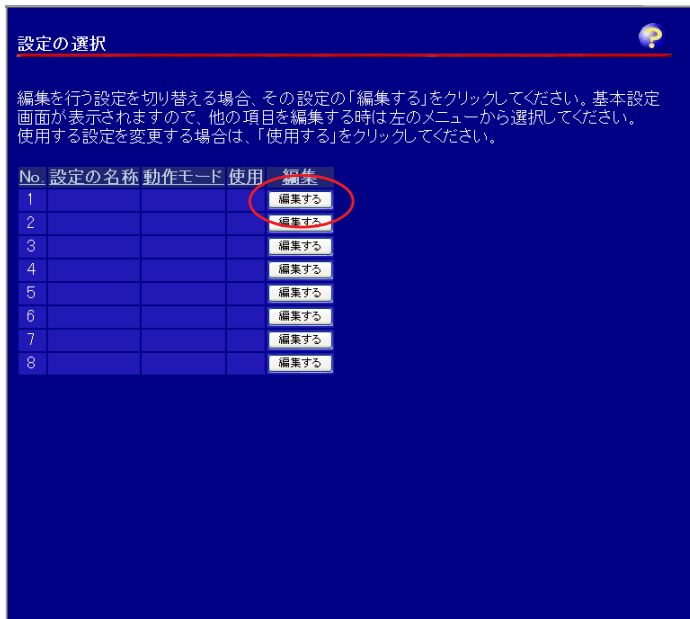 設定の選択
編集を行う設定を切り替える場合、その設定の「編集する」をクリックしてください。基本設定
画面が表示されますので、他の項目を編集する時は左のメニューから選択してください。
使用する設定を変更する場合は、「使用する」をクリックしてください。
No. 設定の名称 動作モード 使用 編集
1 編集する
2 編集する
3 編集する
4 編集する
5 編集する
6 編集する
7 編集する
8 編集する